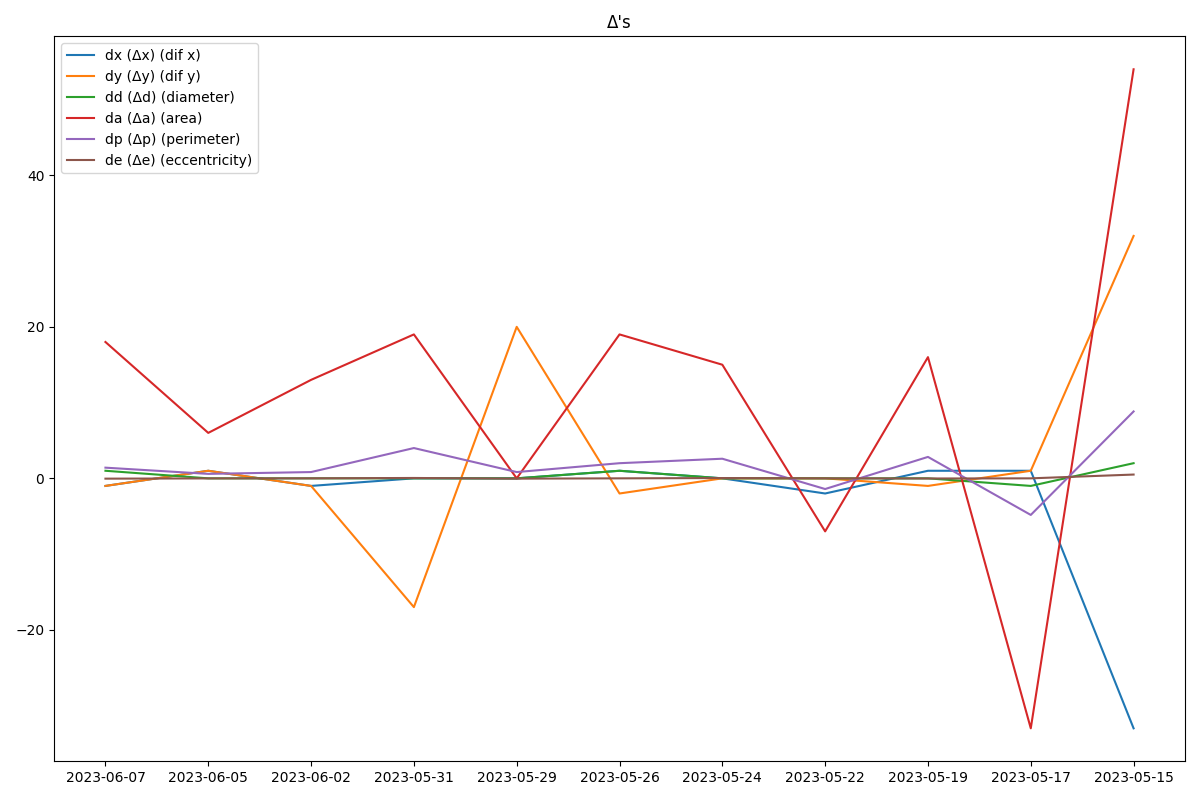 Δ's
dx (Δx) (dif x)
dy (Δy) (dif y)
dd (Δd) (diameter)
da (Δa) (area)
dp (Δp) (perimeter)
de (Δe) (eccentricity)
40
20
0
−20
2023-06-07 2023-06-05 2023-06-02 2023-05-31 2023-05-29 2023-05-26 2023-05-24 2023-05-22 2023-05-19 2023-05-17 2023-05-15